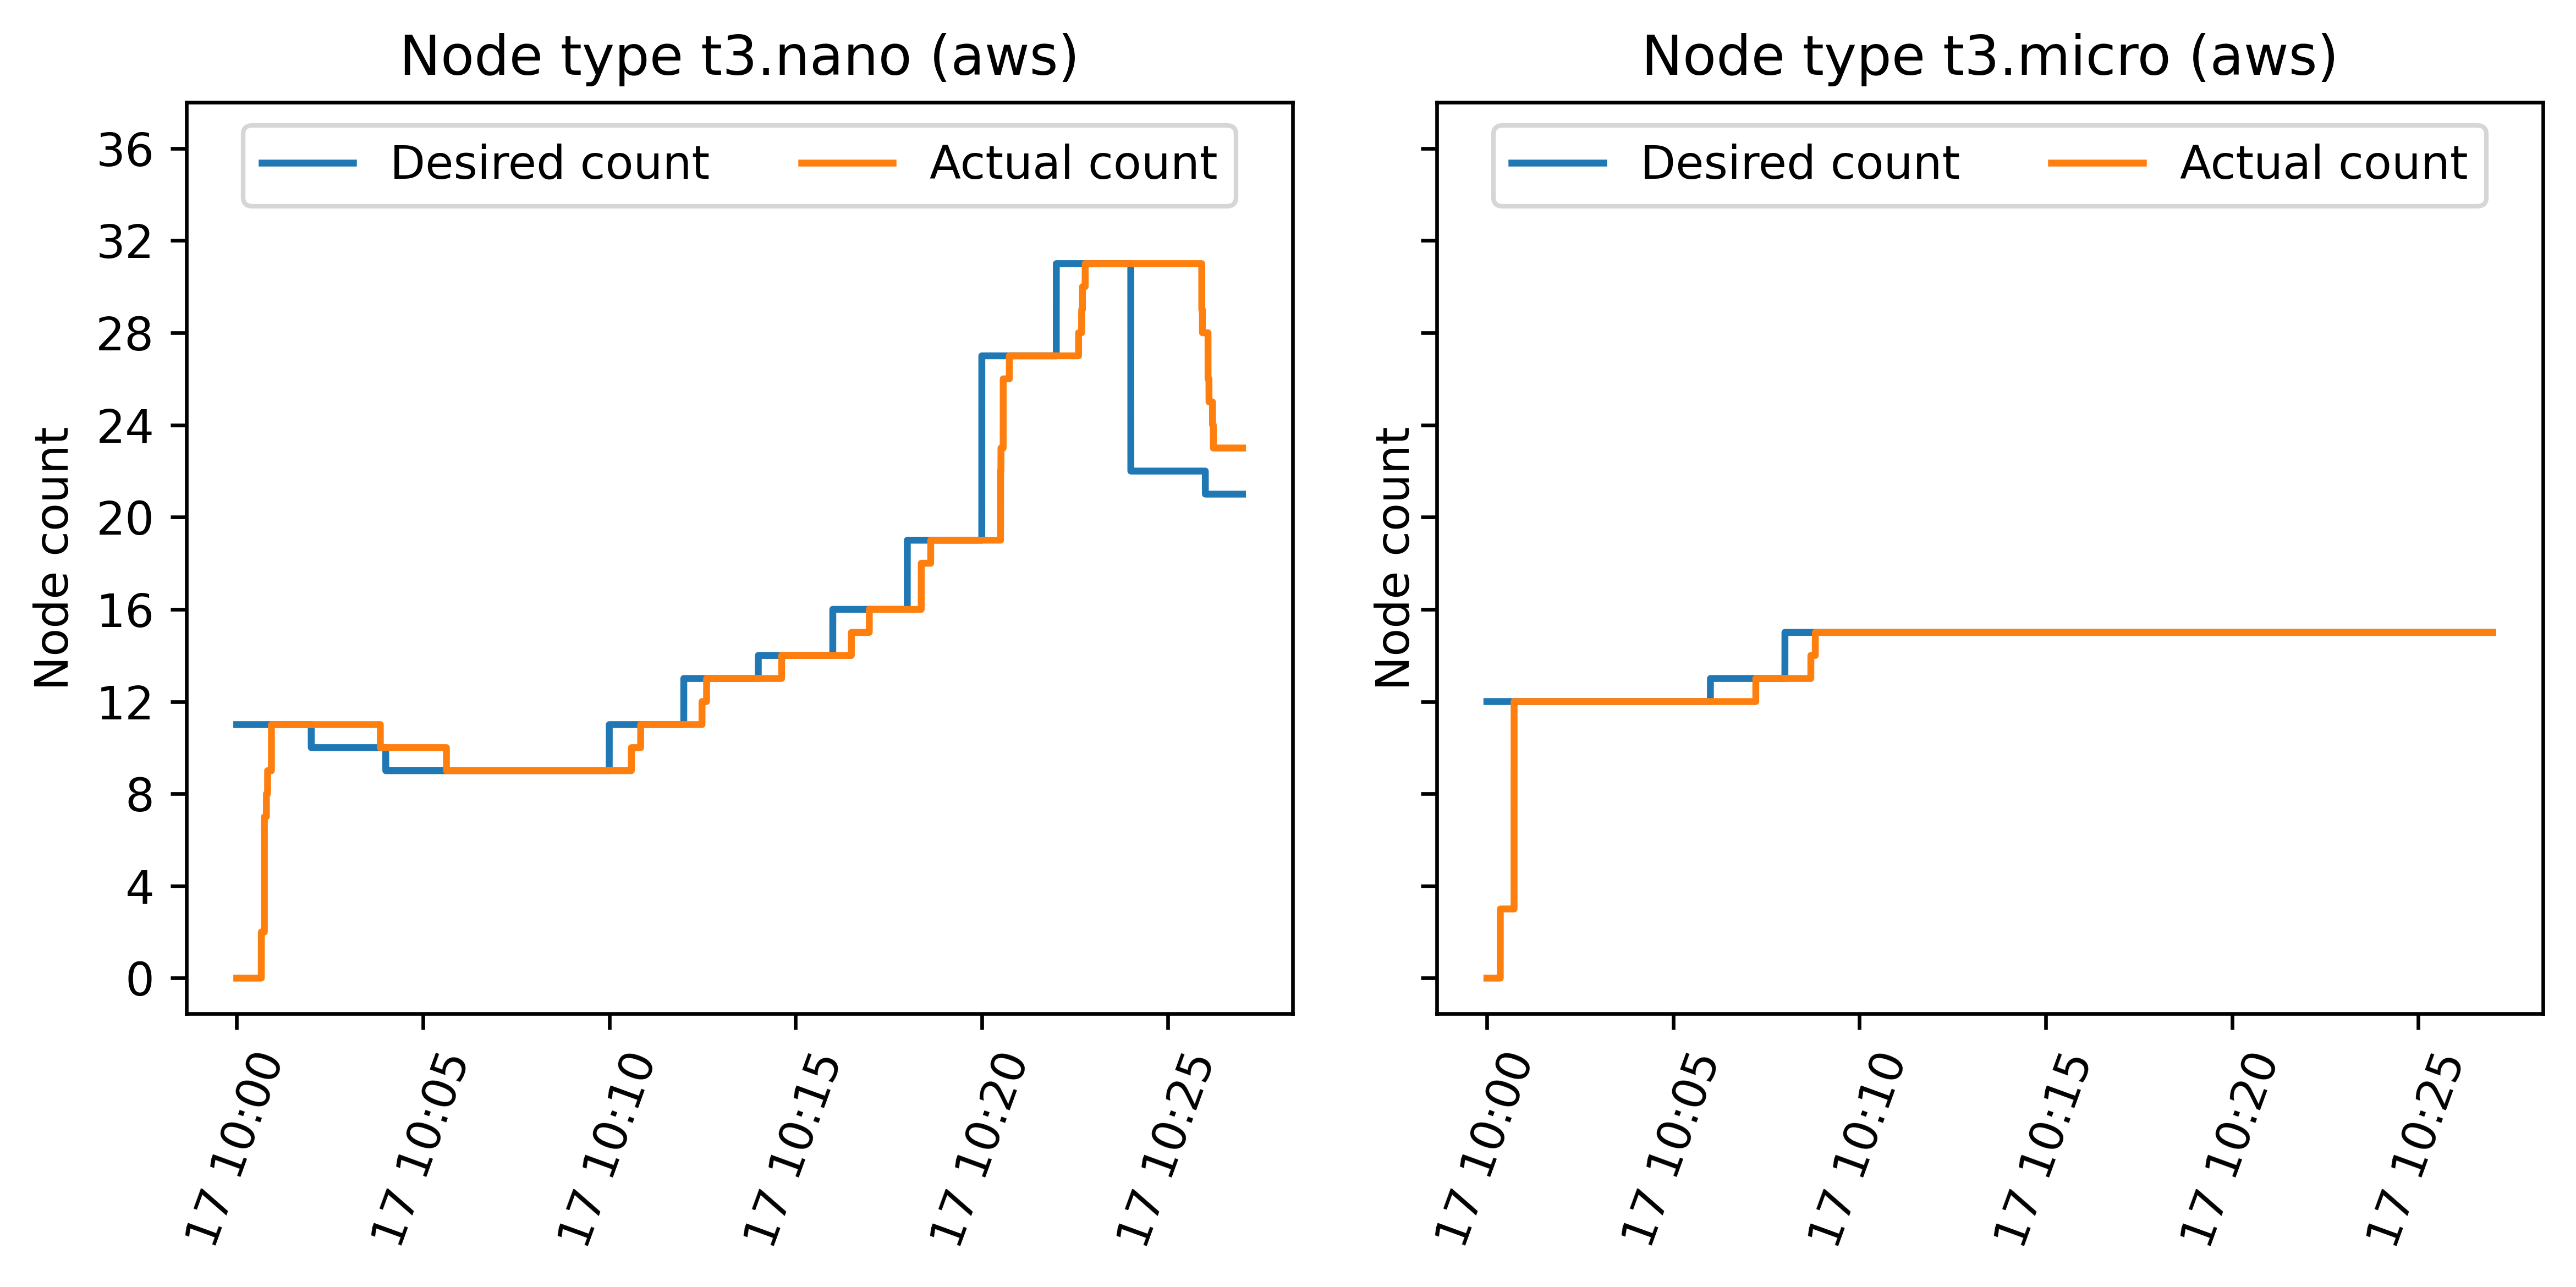 Node type t3.nano (aws)
Desired count
Actual count
Node count
36
32
28
24
20
16
12
8
4
0
17 10:00
17 10:05
17 10:10
17 10:15
17 10:20
17 10:25
Node type t3.micro (aws)
Desired count
Actual count
Node count
17 10:00
17 10:05
17 10:10
17 10:15
17 10:20
17 10:25